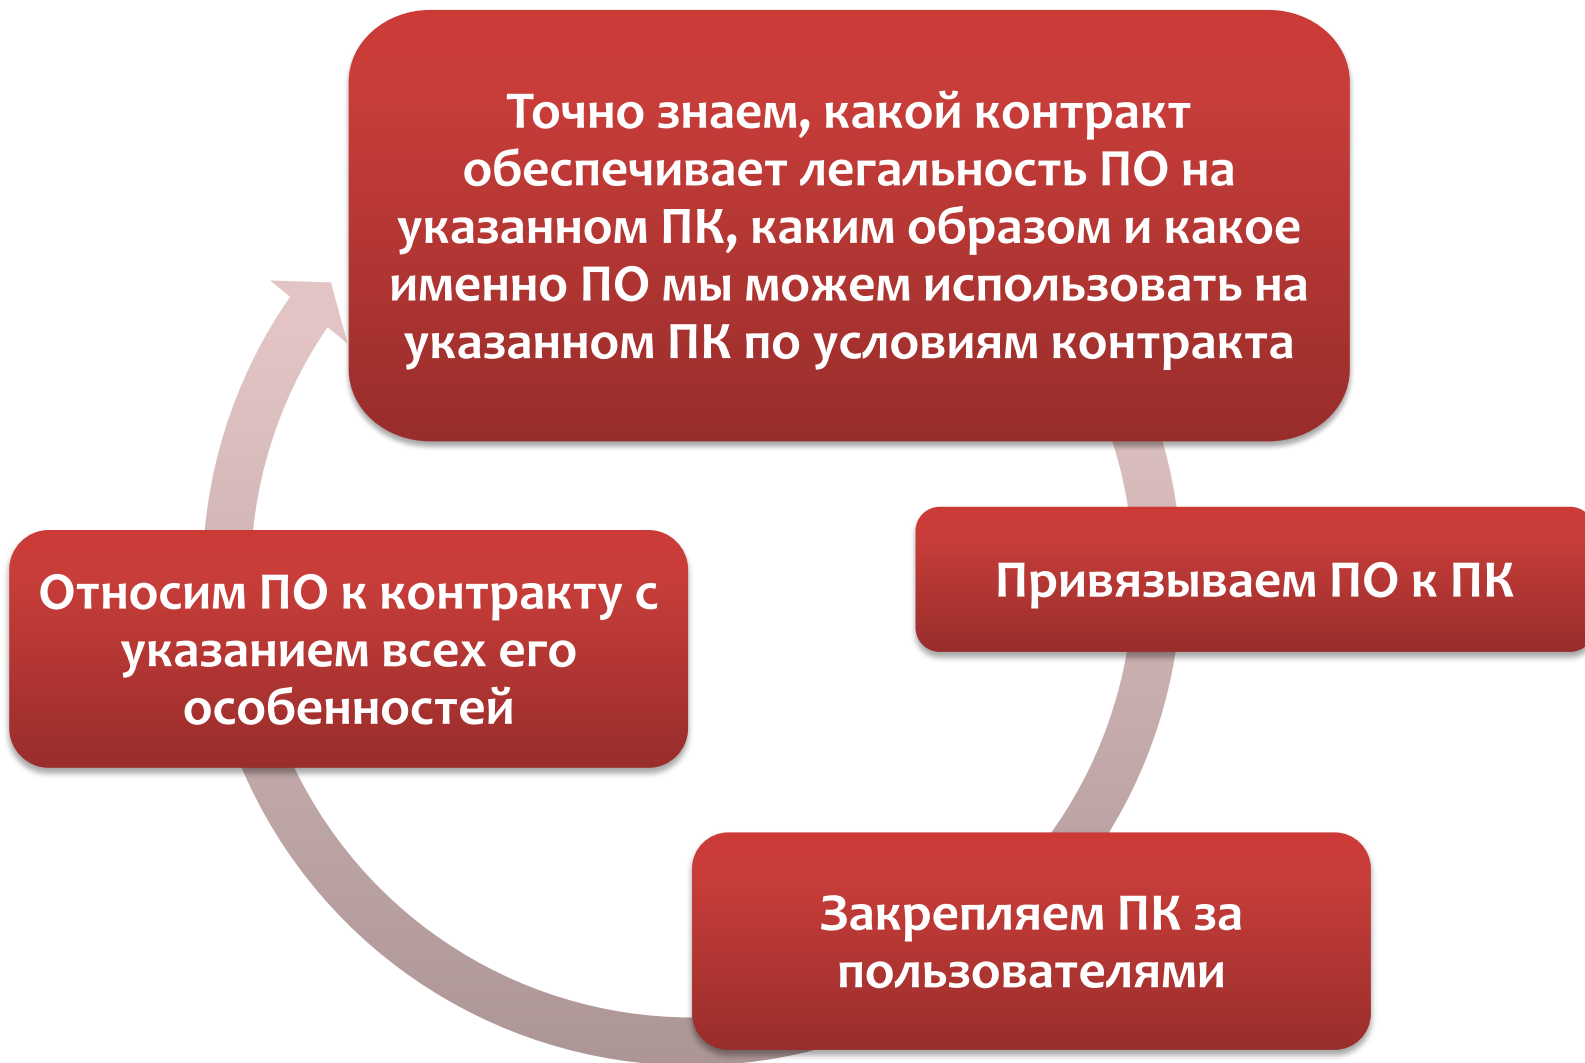 Точно знаем, какой контракт
обеспечивает легальность ПО на
указанном ПК, каким образом и какое
именно ПО мы можем использовать на
указанном ПК по условиям контракта
Привязываем ПО к ПК
Закрепляем ПК за
пользователями
Относим ПО к контракту с
указанием всех его
особенностей